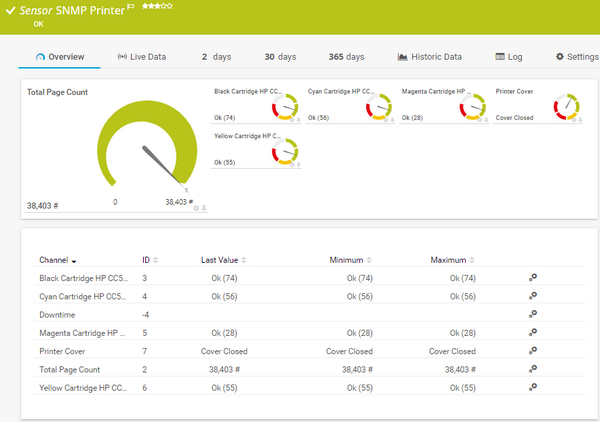 Sensor SNMP Printer
OK
Overview Live Data 2 days 30 days 365 days Historic Data Log Settings
Total Page Count
38,403 #
0 38,403 #
Black Cartridge HP CC...
Ok (74)
Cyan Cartridge HP CC...
Ok (56)
Magenta Cartridge HP ...
Ok (28)
Printer Cover
Cover Closed
Yellow Cartridge HP C...
Ok (55)
Channel ID Last Value Minimum Maximum
Black Cartridge HP CC5... 3 Ok (74) Ok (74) Ok (74)
Cyan Cartridge HP CC5... 4 Ok (56) Ok (56) Ok (56)
Downtime -4
Magenta Cartridge HP ... 5 Ok (28) Ok (28) Ok (28)
Printer Cover 7 Cover Closed Cover Closed Cover Closed
Total Page Count 2 38,403 # 38,403 # 38,403 #
Yellow Cartridge HP CC... 6 Ok (55) Ok (55) Ok (55)